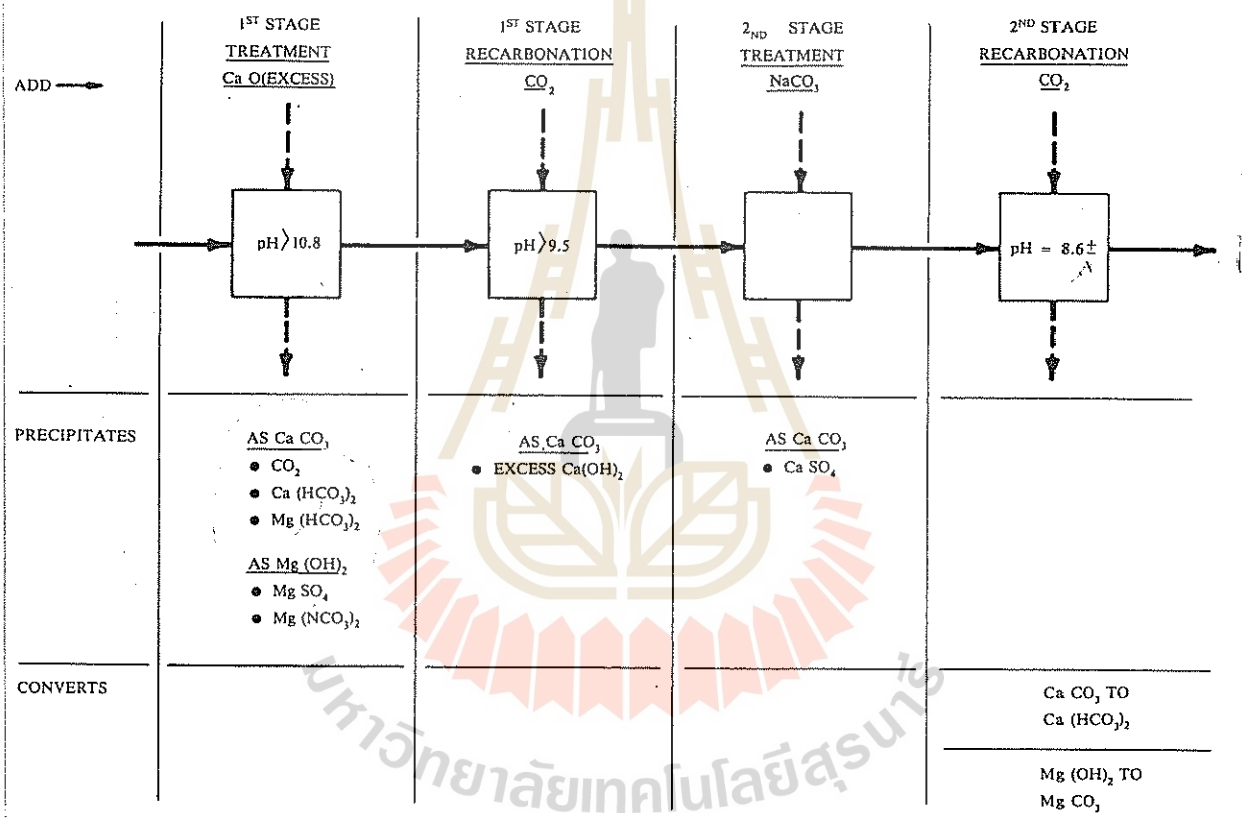 1ST STAGE
TREATMENT
Ca O(EXCESS)
1ST STAGE
RECARBONATION
CO2
2ND STAGE
TREATMENT
NaCO3
2ND STAGE
RECARBONATION
CO2
ADD
pH > 10.8
pH > 9.5
pH = 8.6 ±
PRECIPITATES
AS Ca CO3
● CO2
● Ca (HCO3)2
● Mg (HCO3)2
AS Mg (OH)2
● Mg SO4
● Mg (NCO3)2
AS Ca CO3
● EXCESS Ca(OH)2
AS Ca CO3
● Ca SO4
CONVERTS
Ca CO3 TO
Ca (HCO3)2
Mg (OH)2 TO
Mg CO3
มหาวิทยาลัยเทคโนโลยีสุรนารี